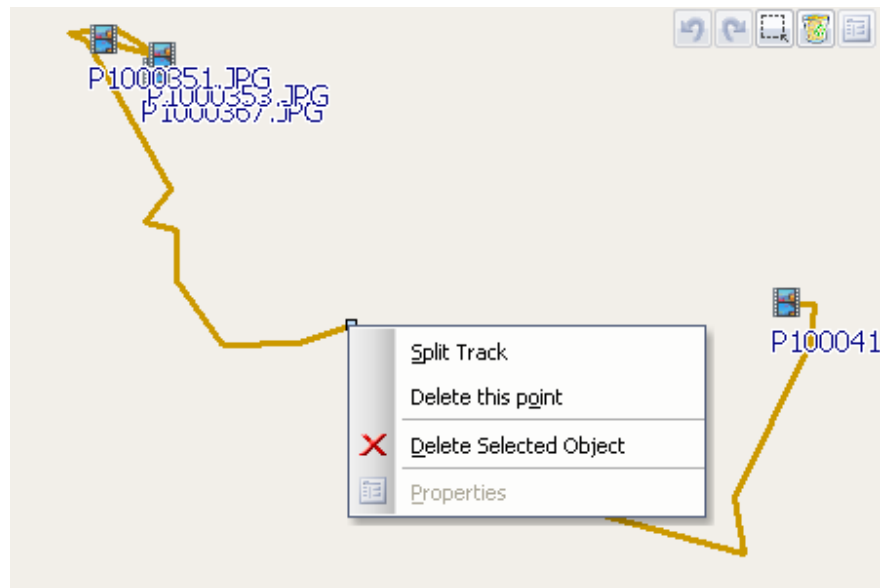 P1000351.JPG
P1000353.JPG
P1000367.JPG
P100041
Split Track
Delete this point
Delete Selected Object
Properties